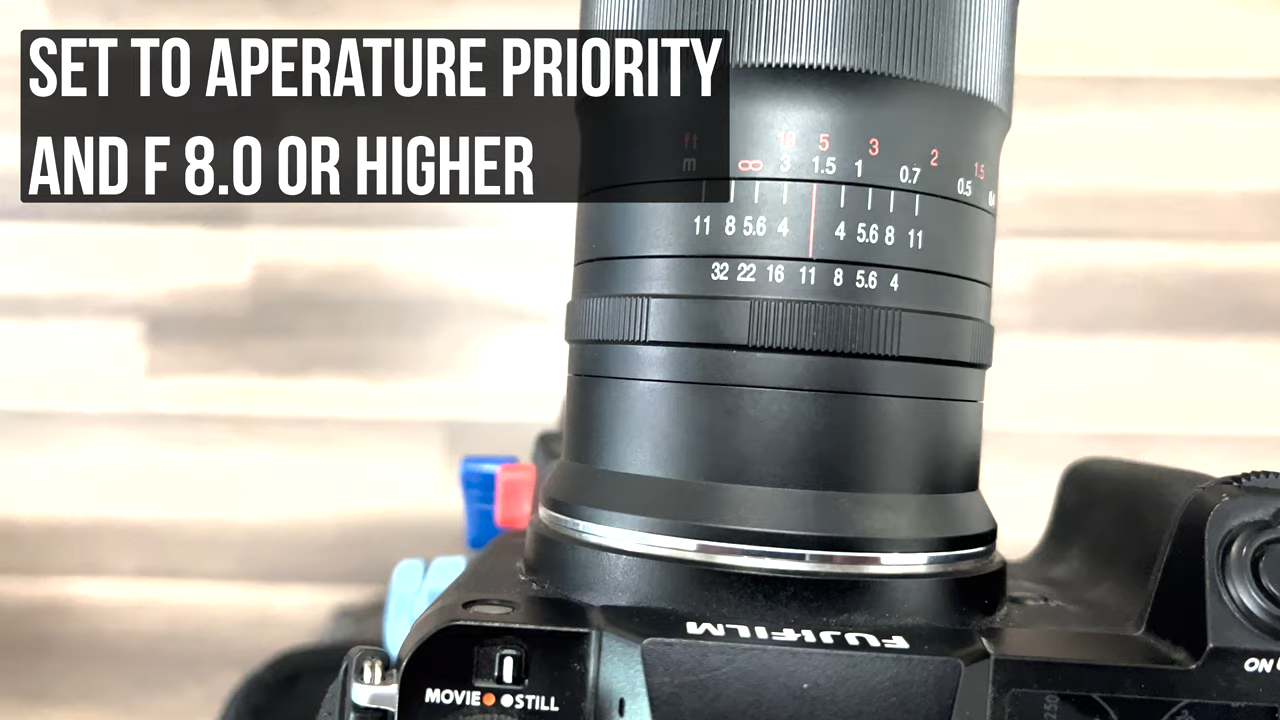 SET TO APERATURE PRIORITY
AND F 8.0 OR HIGHER
ft 10 5 3 2 1.5
m ∞ 3 1.5 1 0.7 0.5
11 8 5.6 4 4 5.6 8 11
32 22 16 11 8 5.6 4
FUJIFILM
MOVIE STILL
ON